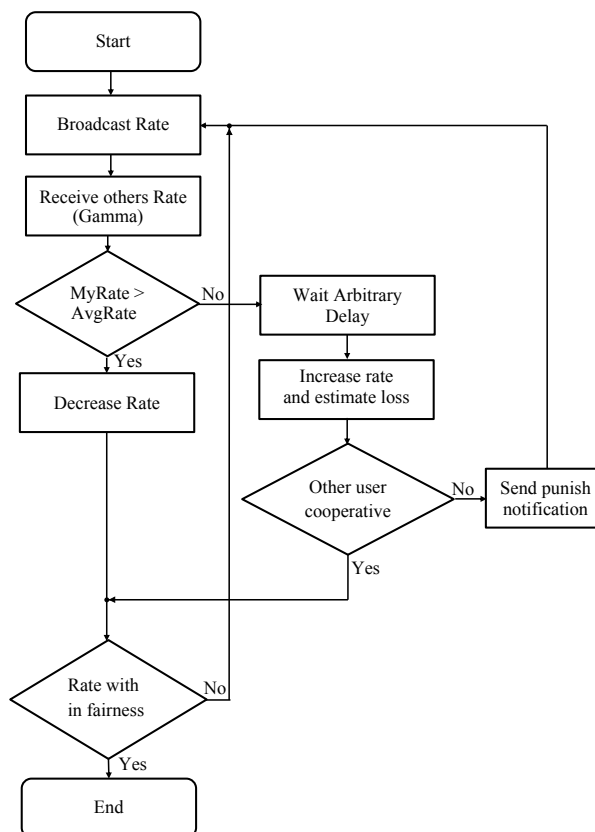 Start
Broadcast Rate
Receive others Rate
(Gamma)
MyRate >
AvgRate
No
Wait Arbitrary
Delay
Yes
Increase rate
and estimate loss
Decrease Rate
Other user
cooperative
No
Send punish
notification
Yes
Rate with
in fairness
No
Yes
End